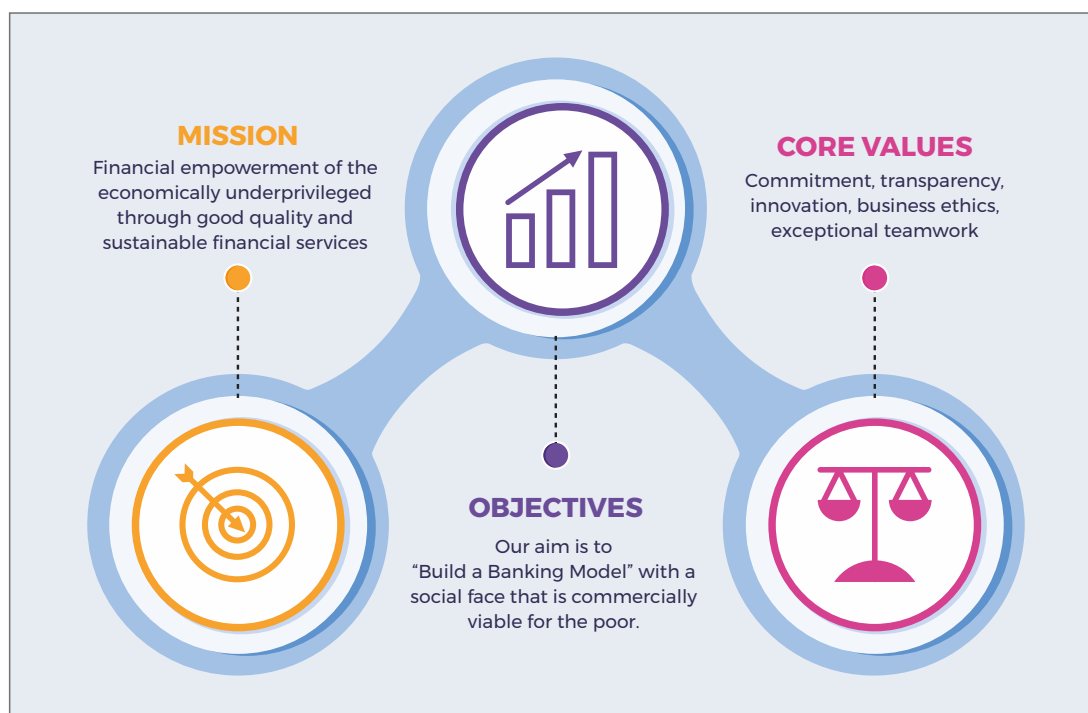 MISSION
Financial empowerment of the
economically underprivileged
through good quality and
sustainable financial services
OBJECTIVES
Our aim is to
“Build a Banking Model” with a
social face that is commercially
viable for the poor.
CORE VALUES
Commitment, transparency,
innovation, business ethics,
exceptional teamwork